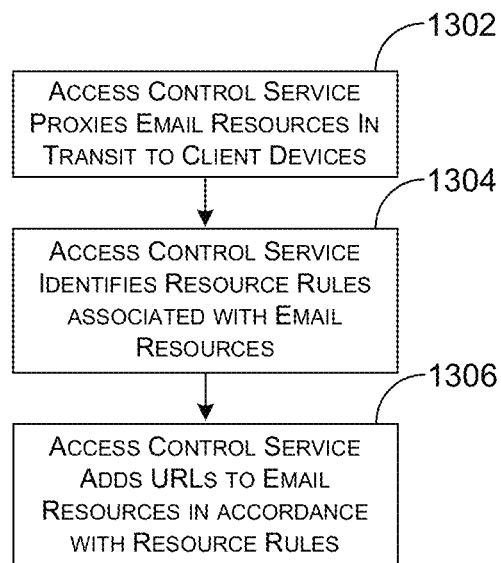 1302
ACCESS CONTROL SERVICE
PROXIES EMAIL RESOURCES IN
TRANSIT TO CLIENT DEVICES
1304
ACCESS CONTROL SERVICE
IDENTIFIES RESOURCE RULES
ASSOCIATED WITH EMAIL
RESOURCES
1306
ACCESS CONTROL SERVICE
ADDS URLS TO EMAIL
RESOURCES IN ACCORDANCE
WITH RESOURCE RULES